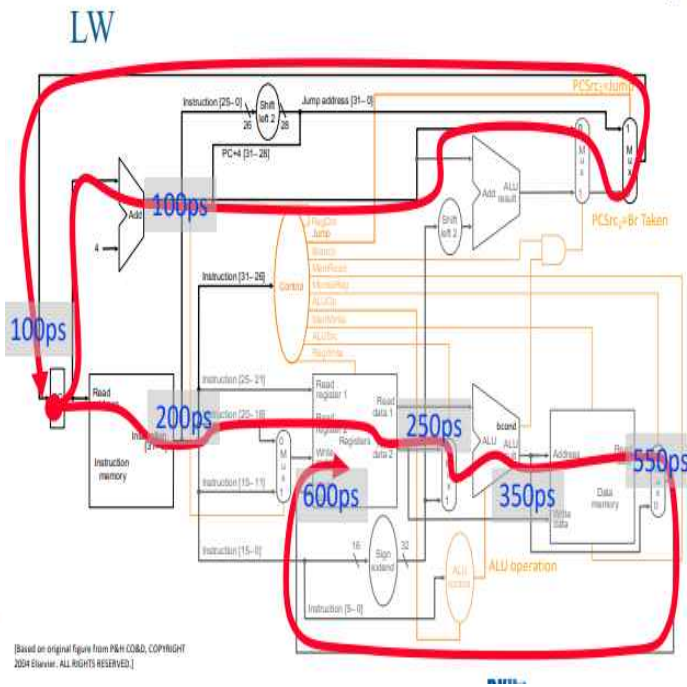 LW
PCSrc1=Jump
Instruction [25–0]
Shift
left 2
Jump address [31–0]
26
28
PC+4 [31–28]
0
M
u
x
1
1
M
u
x
Add
ALU
result
Add
100ps
4
Shift
left 2
PCSrc2=Br Taken
RegDst
Jump
Branch
MemRead
MemtoReg
ALUOp
MemWrite
ALUSrc
RegWrite
Instruction [31–26]
Control
100ps
Instruction [25–21]
Read
register 1
Read
data 1
Read
200ps
Instruction [20–16]
250ps
bcond
Read
Registers
data 2
ALU
ALU
result
Address
550ps
Instruction
memory
0
M
u
x
1
Write
600ps
350ps
Data
memory
Write
data
Instruction [15–11]
Instruction [15–0]
16
Sign
extend
32
ALU operation
ALU
control
Instruction [5–0]
[Based on original figure from P&H CO&D, COPYRIGHT
2004 Elsevier. ALL RIGHTS RESERVED.]